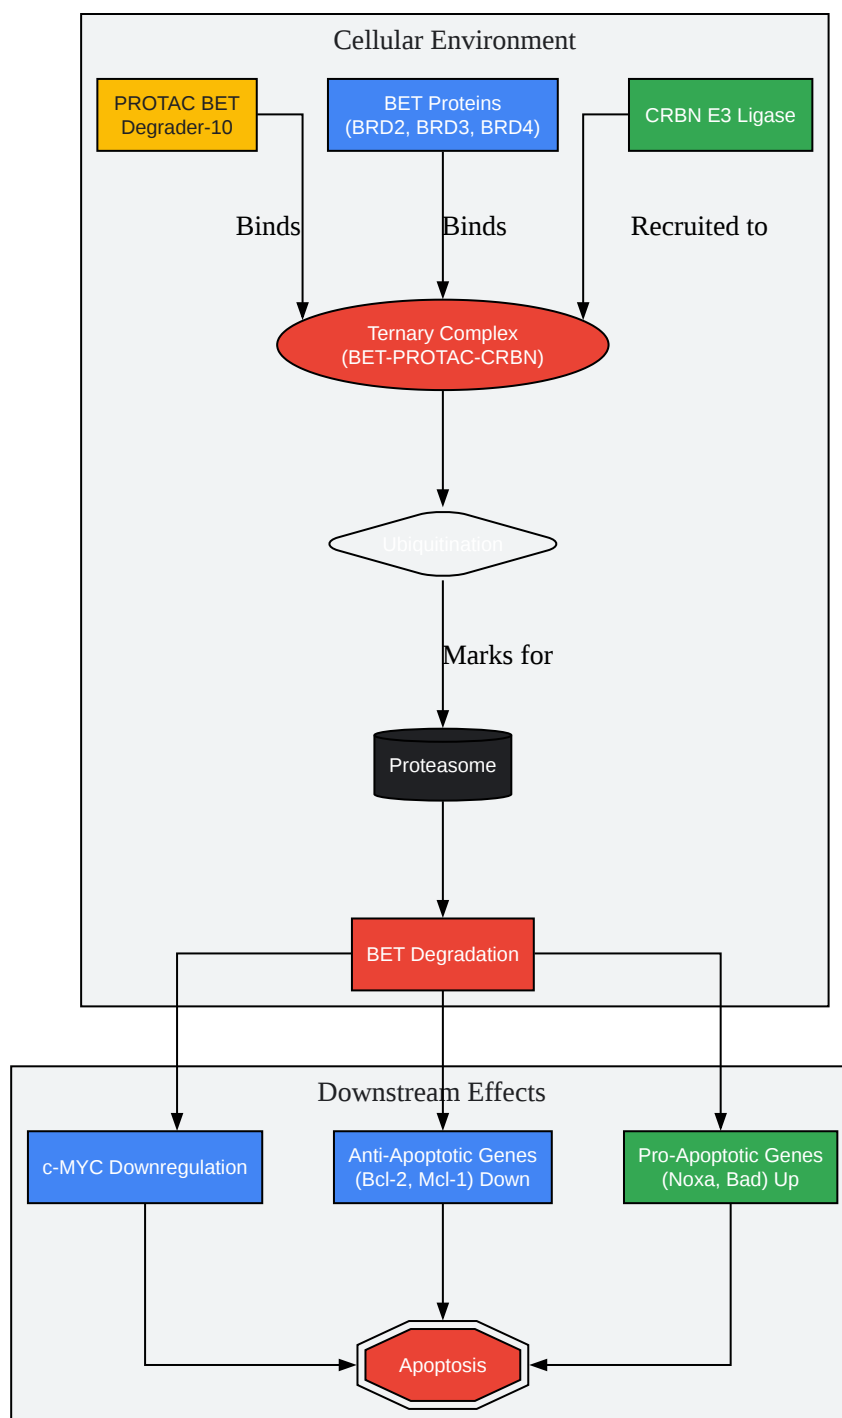 Cellular Environment
PROTAC BET
Degrader-10
BET Proteins
(BRD2, BRD3, BRD4)
CRBN E3 Ligase
Binds
Binds
Recruited to
Ternary Complex
(BET-PROTAC-CRBN)
Ubiquitination
Marks for
Proteasome
BET Degradation
Downstream Effects
c-MYC Downregulation
Anti-Apoptotic Genes
(Bcl-2, Mcl-1) Down
Pro-Apoptotic Genes
(Noxa, Bad) Up
Apoptosis